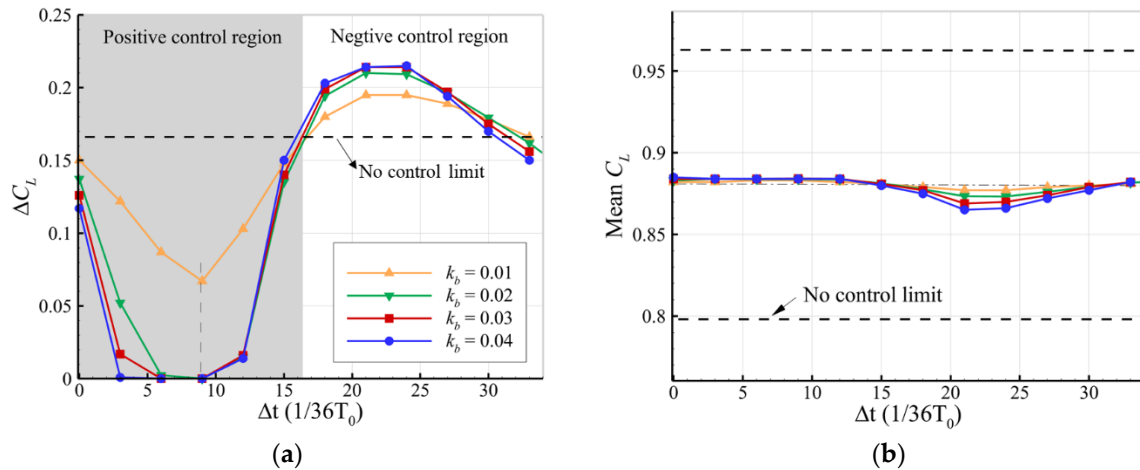 0.25
Positive control region
Negtive control region
0.2
0.15
No control limit
ΔC_L
0.1
k_b = 0.01
k_b = 0.02
0.05
k_b = 0.03
k_b = 0.04
0
0 5 10 15 20 25 30
Δt (1/36T_0)
(a)
0.95
0.9
Mean C_L
0.85
No control limit
0.8
0 5 10 15 20 25 30
Δt (1/36T_0)
(b)